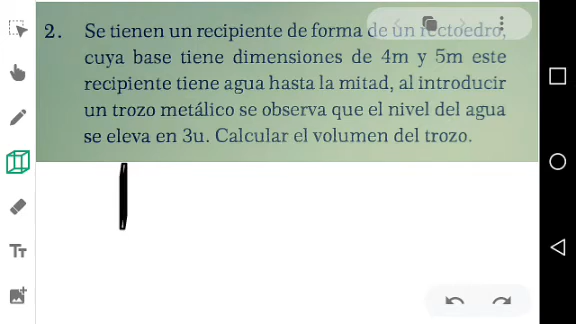 2. Se tienen un recipiente de forma de un rectoedro,
cuya base tiene dimensiones de 4m y 5m este
recipiente tiene agua hasta la mitad, al introducir
un trozo metálico se observa que el nivel del agua
se eleva en 3u. Calcular el volumen del trozo.
Tт